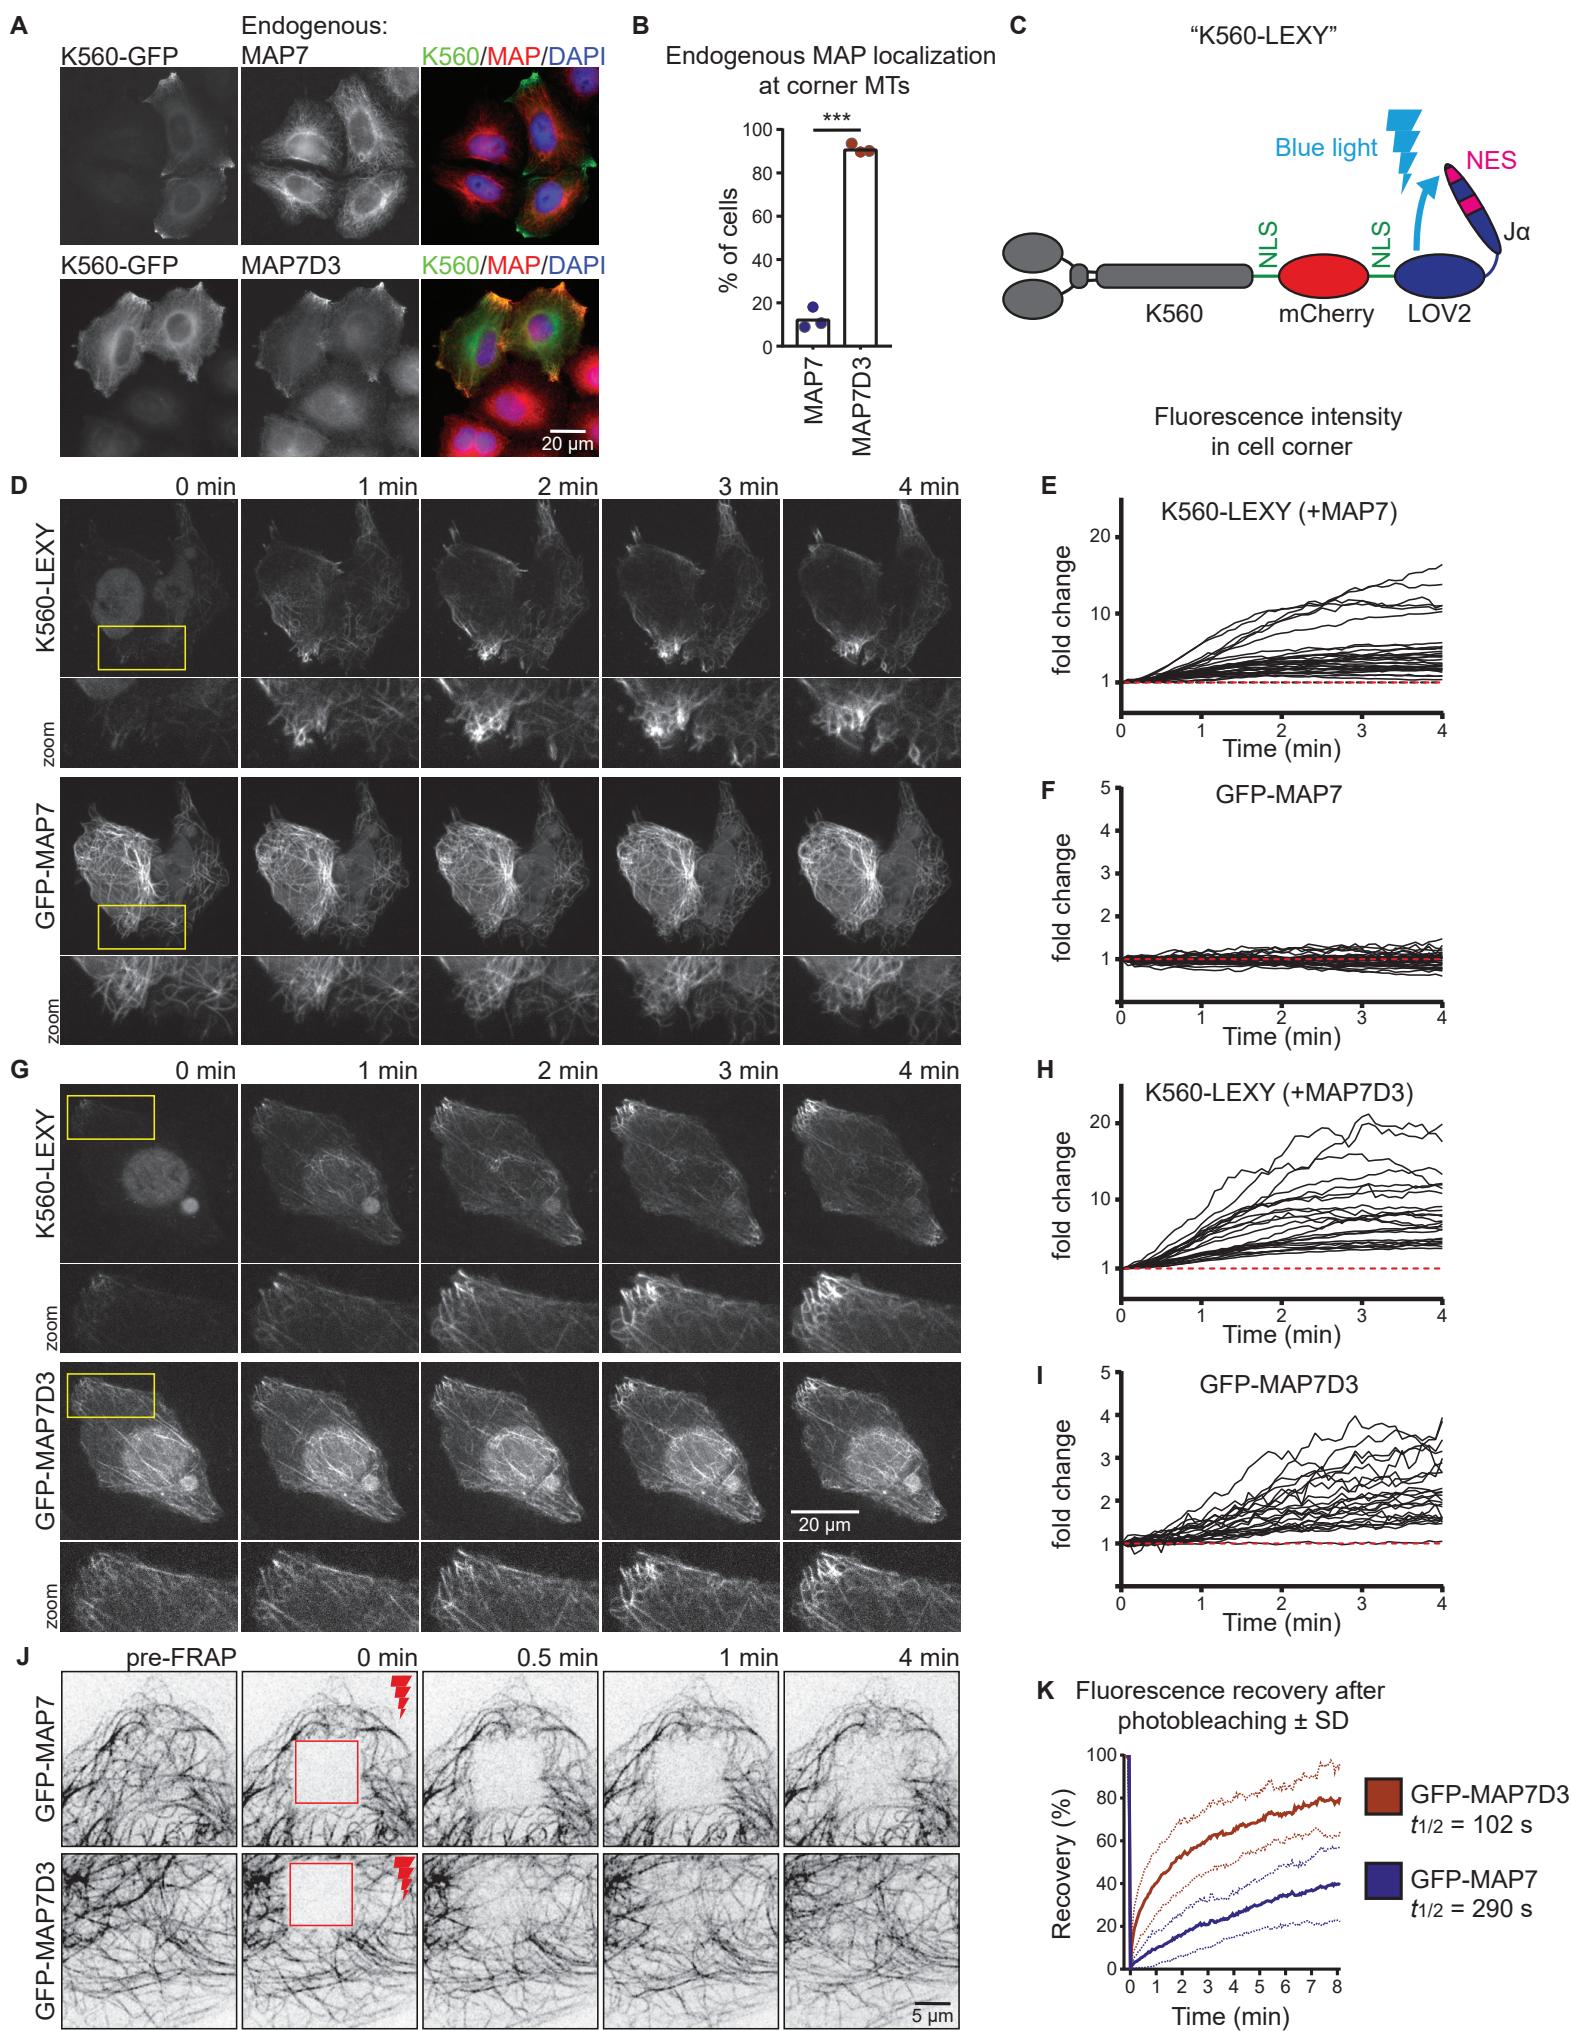 A
Endogenous:
K560-GFP
MAP7
K560/MAP/DAPI
K560-GFP
MAP7D3
K560/MAP/DAPI
20 µm
B
Endogenous MAP localization
at corner MTs
***
% of cells
100
80
60
40
20
0
MAP7
MAP7D3
C
“K560-LEXY”
Blue light
NES
Jα
NLS
NLS
K560
mCherry
LOV2
Fluorescence intensity
in cell corner
D
0 min
1 min
2 min
3 min
4 min
K560-LEXY
zoom
GFP-MAP7
zoom
E
K560-LEXY (+MAP7)
fold change
20
10
1
0
1
2
3
4
Time (min)
F
GFP-MAP7
fold change
5
4
3
2
1
0
1
2
3
4
Time (min)
G
0 min
1 min
2 min
3 min
4 min
K560-LEXY
zoom
GFP-MAP7D3
20 µm
zoom
H
K560-LEXY (+MAP7D3)
fold change
20
10
1
0
1
2
3
4
Time (min)
I
GFP-MAP7D3
fold change
5
4
3
2
1
0
1
2
3
4
Time (min)
J
pre-FRAP
0 min
0.5 min
1 min
4 min
GFP-MAP7
GFP-MAP7D3
5 µm
K
Fluorescence recovery after
photobleaching ± SD
Recovery (%)
100
80
60
40
20
0
0
1
2
3
4
5
6
7
8
Time (min)
GFP-MAP7D3
t1/2 = 102 s
GFP-MAP7
t1/2 = 290 s